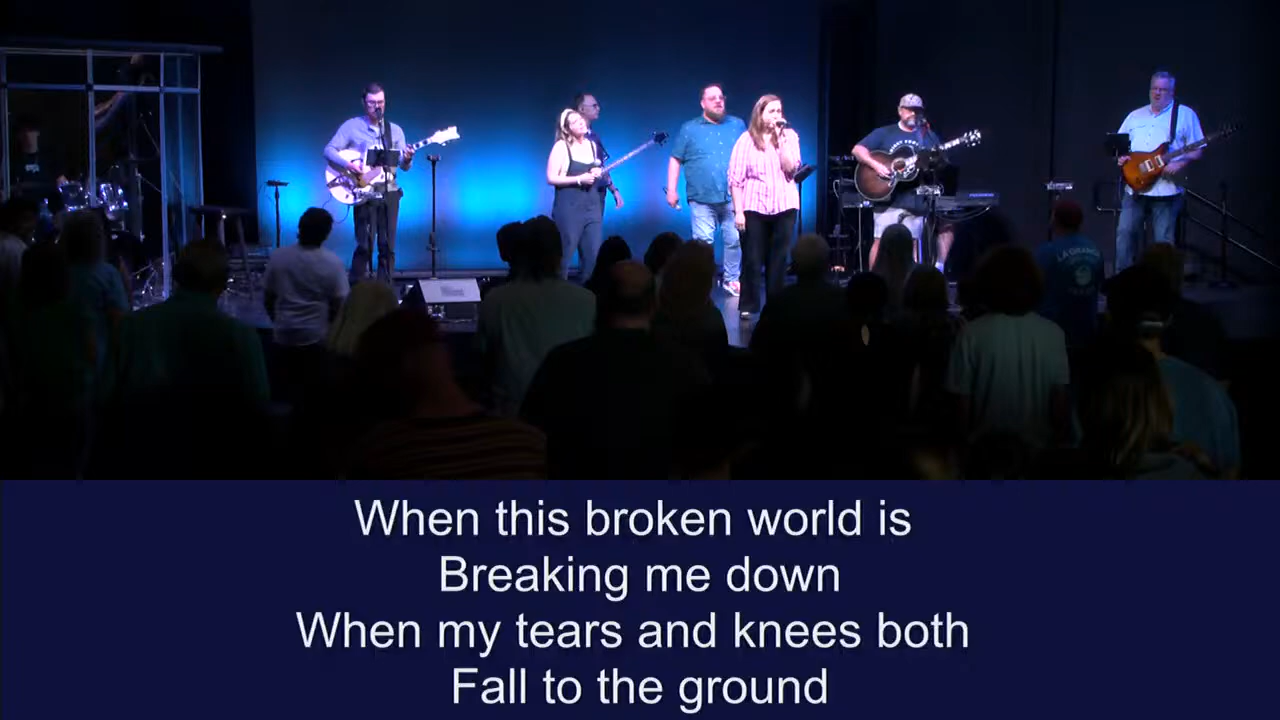 When this broken world is
Breaking me down
When my tears and knees both
Fall to the ground